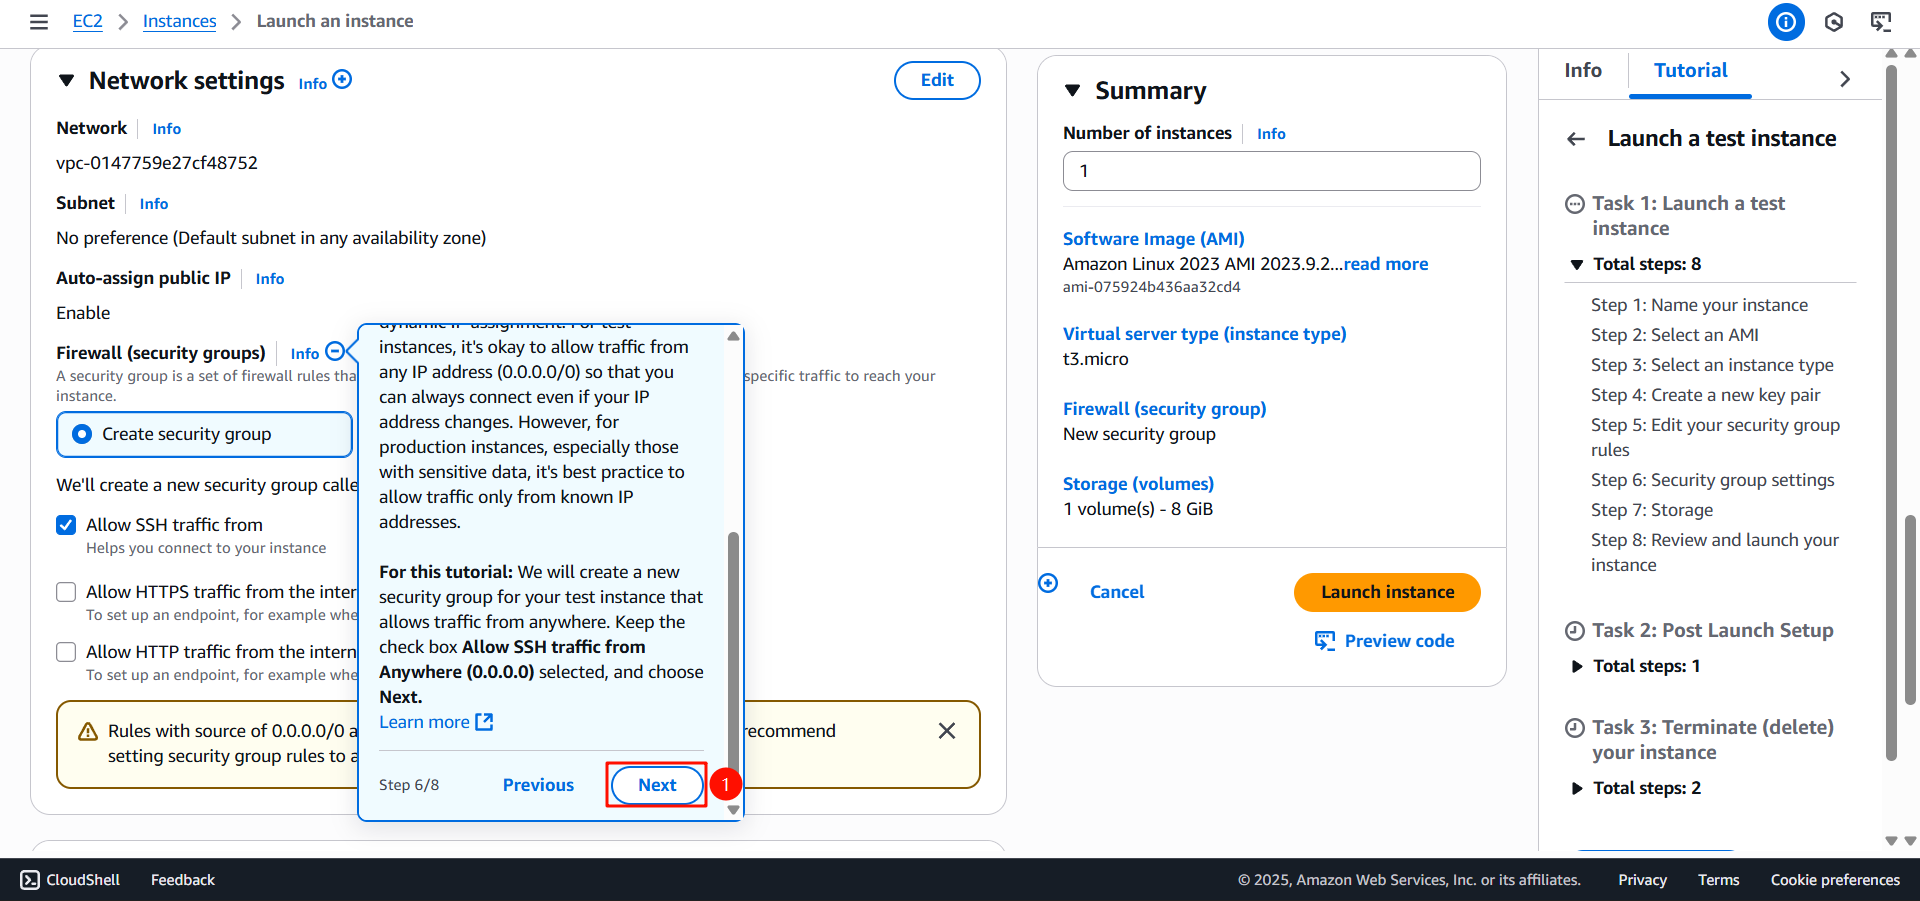 EC2 > Instances > Launch an instance
Network settings Info
Edit
Network Info
vpc-0147759e27cf48752
Subnet Info
No preference (Default subnet in any availability zone)
Auto-assign public IP Info
Enable
Firewall (security groups) Info
A security group is a set of firewall rules tha
specific traffic to reach your
instance.
Create security group
We'll create a new security group calle
Allow SSH traffic from
Helps you connect to your instance
Allow HTTPS traffic from the inter
To set up an endpoint, for example whe
Allow HTTP traffic from the intern
To set up an endpoint, for example whe
Rules with source of 0.0.0.0/0 a
recommend
setting security group rules to a
dynamic IP assignment. For test
instances, it's okay to allow traffic from
any IP address (0.0.0.0/0) so that you
can always connect even if your IP
address changes. However, for
production instances, especially those
with sensitive data, it's best practice to
allow traffic only from known IP
addresses.
For this tutorial: We will create a new
security group for your test instance that
allows traffic from anywhere. Keep the
check box Allow SSH traffic from
Anywhere (0.0.0.0) selected, and choose
Next.
Learn more
Step 6/8
Previous
Next
1
Summary
Number of instances Info
1
Software Image (AMI)
Amazon Linux 2023 AMI 2023.9.2...read more
ami-075924b436aa32cd4
Virtual server type (instance type)
t3.micro
Firewall (security group)
New security group
Storage (volumes)
1 volume(s) - 8 GiB
Cancel
Launch instance
Preview code
Info
Tutorial
Launch a test instance
Task 1: Launch a test
instance
Total steps: 8
Step 1: Name your instance
Step 2: Select an AMI
Step 3: Select an instance type
Step 4: Create a new key pair
Step 5: Edit your security group
rules
Step 6: Security group settings
Step 7: Storage
Step 8: Review and launch your
instance
Task 2: Post Launch Setup
Total steps: 1
Task 3: Terminate (delete)
your instance
Total steps: 2
CloudShell
Feedback
© 2025, Amazon Web Services, Inc. or its affiliates.
Privacy
Terms
Cookie preferences